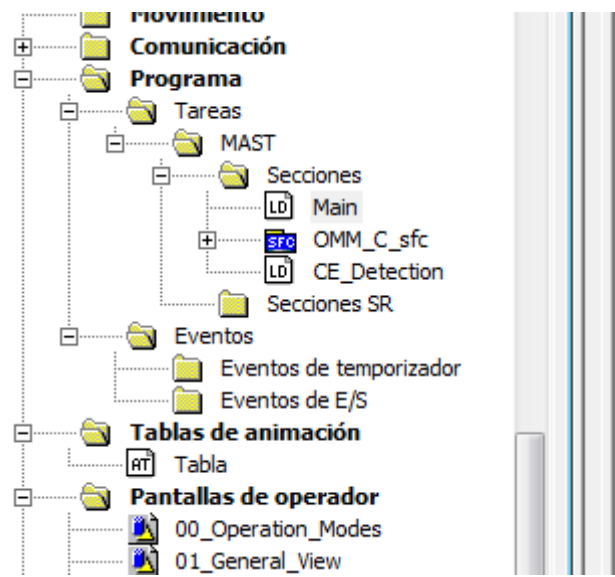 Movimiento
Comunicación
Programa
Tareas
MAST
Secciones
LD Main
SFC OMM_C_sfc
LD CE_Detection
Secciones SR
Eventos
Eventos de temporizador
Eventos de E/S
Tablas de animación
AT Tabla
Pantallas de operador
00_Operation_Modes
01_General_View